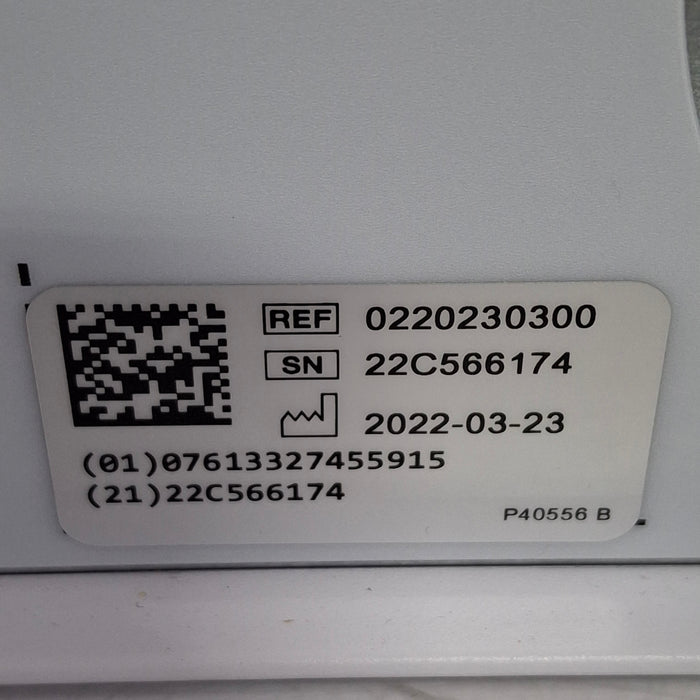 REF 0220230300
SN 22C566174
2022-03-23
(01)07613327455915
(21)22C566174
P40556 B